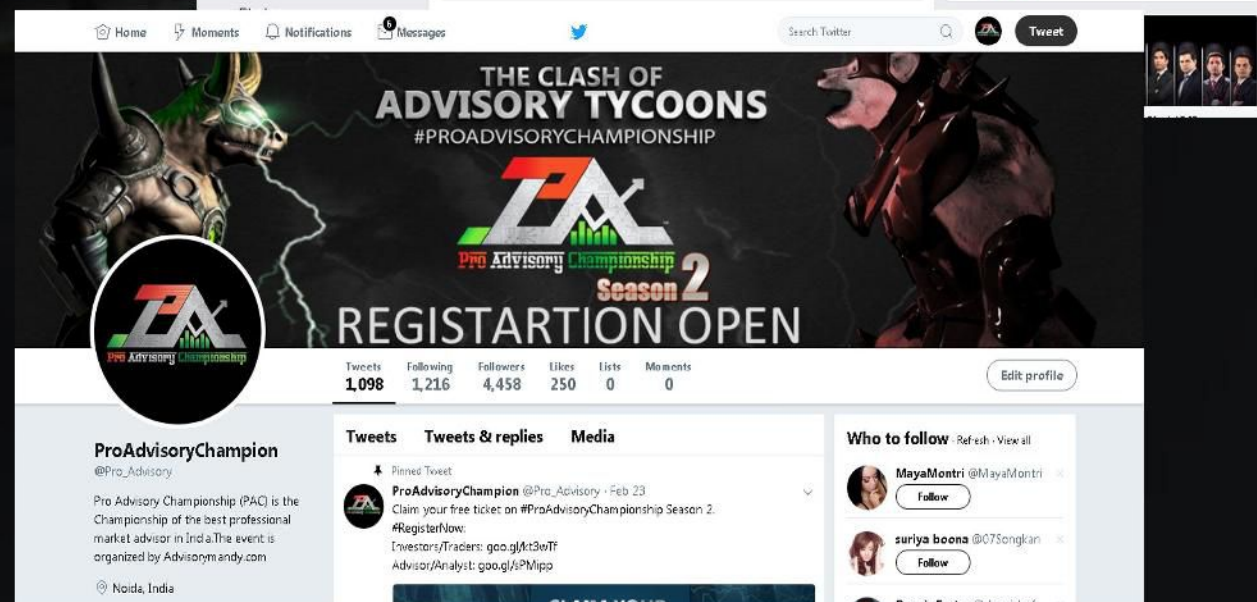 Home
Moments
Notifications
6
Messages
Search Twitter
Tweet
THE CLASH OF
ADVISORY TYCOONS
#PROADVISORYCHAMPIONSHIP
Pro Advisory Championship
Season 2
REGISTARTION OPEN
Pro Advisory Championship
Tweets
1,098
Following
1,216
Followers
4,458
Likes
250
Lists
0
Moments
0
Edit profile
ProAdvisoryChampion
@Pro_Advisory
Pro Advisory Championship (PAC) is the
Championship of the best professional
market advisor in India.The event is
organized by Advisorymandy.com
Noida, India
Tweets
Tweets & replies
Media
Pinned Tweet
ProAdvisoryChampion @Pro_Advisory · Feb 23
Claim your free ticket on #ProAdvisoryChampionship Season 2.
#RegisterNow:
Investors/Traders: goo.gl/kt3wTf
Advisor/Analyst: goo.gl/sPMipp
Who to follow · Refresh · View all
MayaMontri @MayaMontri
Follow
suriya boona @07Songkan
Follow